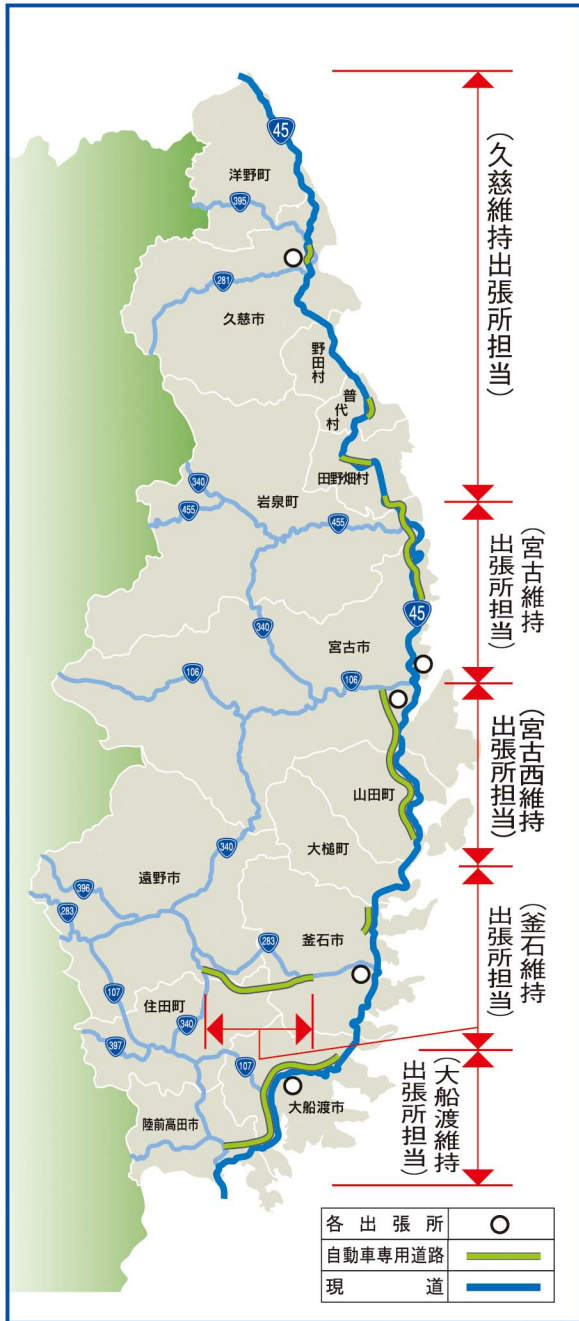 45
洋野町
395
281
久慈市
野田村
普代村
田野畑村
340
455
岩泉町
455
45
340
宮古市
106
106
山田町
大槌町
340
遠野市
396
283
釜石市
283
107
住田町
340
397
107
大船渡市
陸前高田市
(久慈維持出張所担当)
(宮古維持
出張所担当)
(宮古西維持
出張所担当)
(釜石維持
出張所担当)
(大船渡維持
出張所担当)
各出張所
自動車専用道路
現道